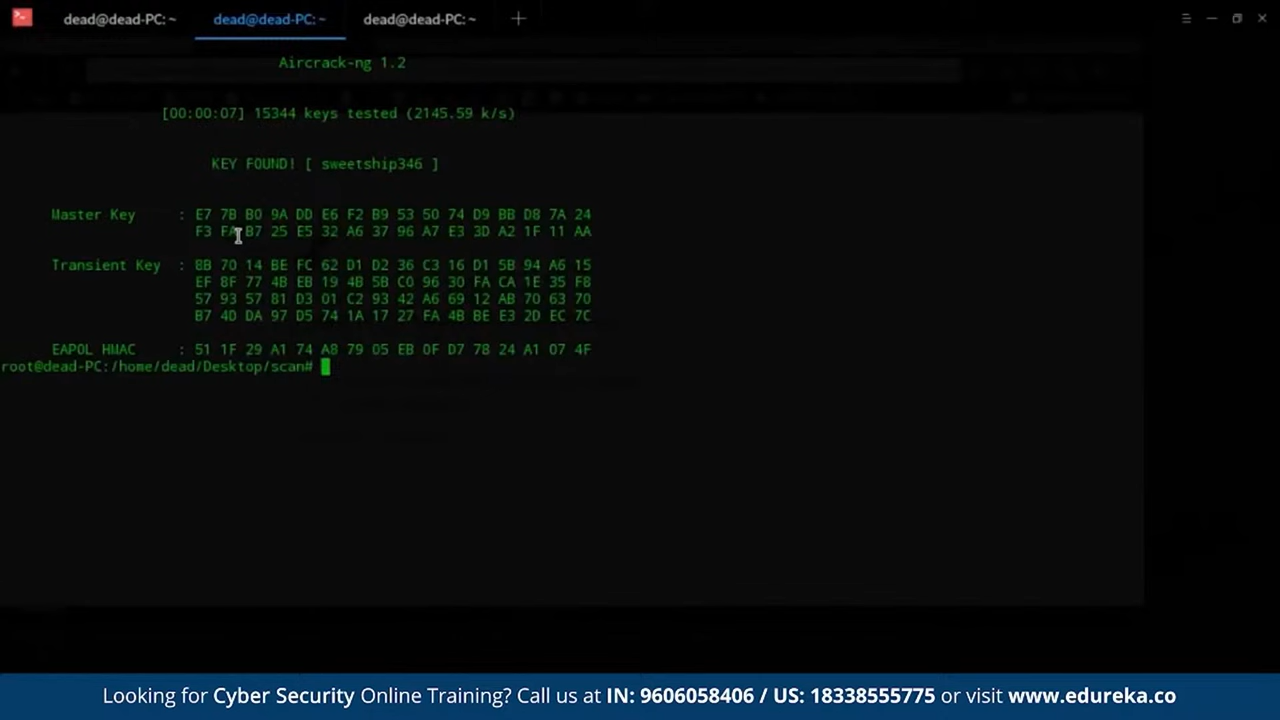 dead@dead-PC: ~ dead@dead-PC: ~ dead@dead-PC: ~
Aircrack-ng 1.2
[00:00:07] 15344 keys tested (2145.59 k/s)
KEY FOUND! [ sweetship346 ]
Master Key : E7 7B B0 9A DD E6 F2 B9 53 50 74 D9 BB D8 7A 24
F3 FA B7 25 E5 32 A6 37 96 A7 E3 3D A2 1F 11 AA
Transient Key : 8B 70 14 BE FC 62 D1 D2 36 C3 16 D1 5B 94 A6 15
EF 8F 77 4B EB 19 4B 5B C0 96 30 FA CA 1E 35 F8
57 93 57 81 D3 01 C2 93 42 A6 69 12 AB 70 63 70
B7 4D DA 97 D5 74 1A 17 27 FA 4B BE E3 2D EC 7C
EAPOL HMAC : 51 1F 29 A1 74 A8 79 05 EB 0F D7 78 24 A1 07 4F
root@dead-PC:/home/dead/Desktop/scan#
Looking for Cyber Security Online Training? Call us at IN: 9606058406 / US: 18338555775 or visit www.edureka.co